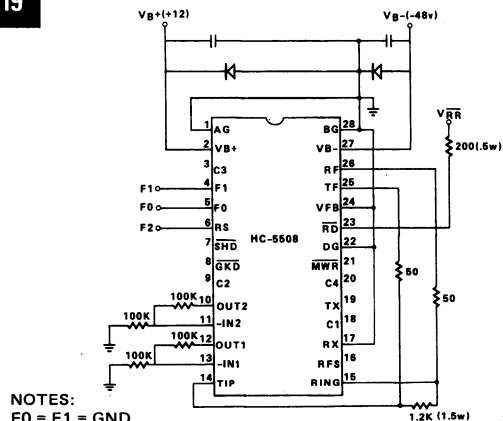 19
VB+(+12)
VB-(-48v)
VRR
200(.5w)
1 AG
BG 28
2 VB+
VB- 27
3 C3
RF 26
F1 4 F1
TF 25
F0 5 F0
VFB 24
F2 6 RS
RD 23
HC-5508
7 SHD
DG 22
8 GKD
MWR 21
9 C2
C4 20
50
50
100K 10 OUT2
TX 19
100K 11 -IN2
C1 18
100K 12 OUT1
RX 17
100K 13 -IN1
RFS 16
14 TIP
RING 15
1.2K (1.5w)
NOTES:
F0 = F1 = GND